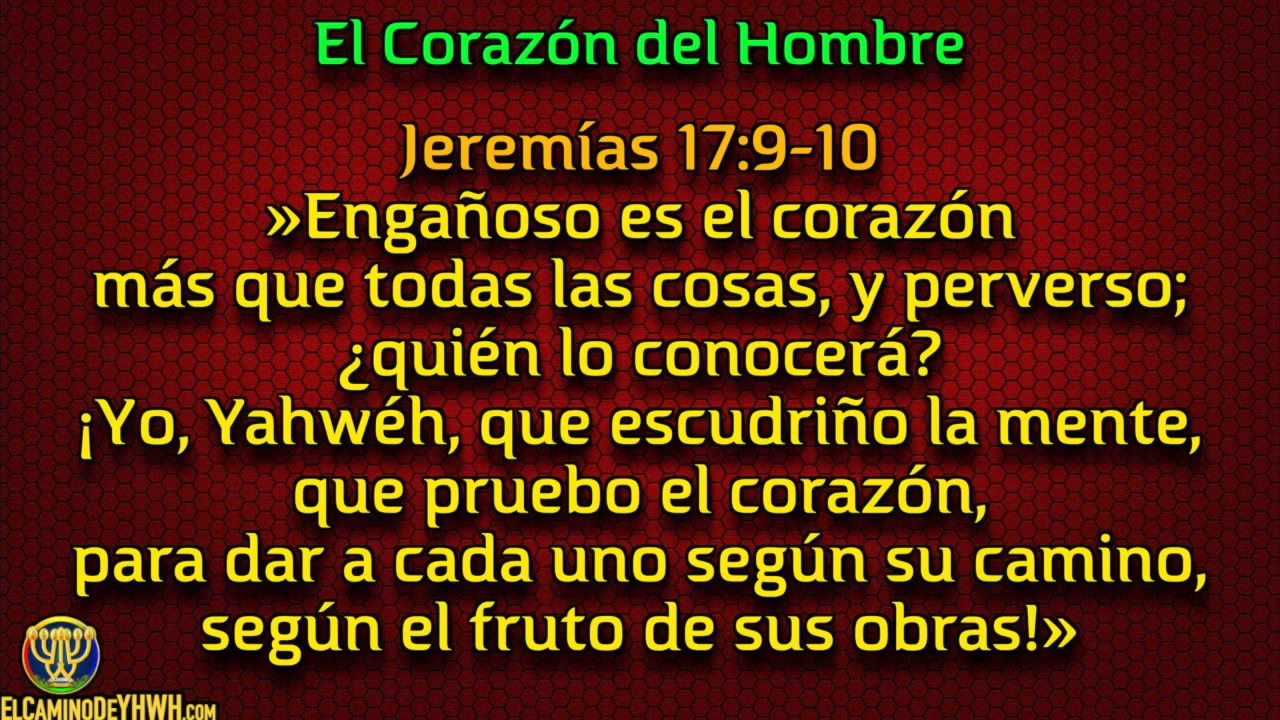 El Corazón del Hombre
Jeremías 17:9-10
»Engañoso es el corazón
más que todas las cosas, y perverso;
¿quién lo conocerá?
¡Yo, Yahwéh, que escudriño la mente,
que pruebo el corazón,
para dar a cada uno según su camino,
según el fruto de sus obras!»
ELCAMINODEYHWH.COM